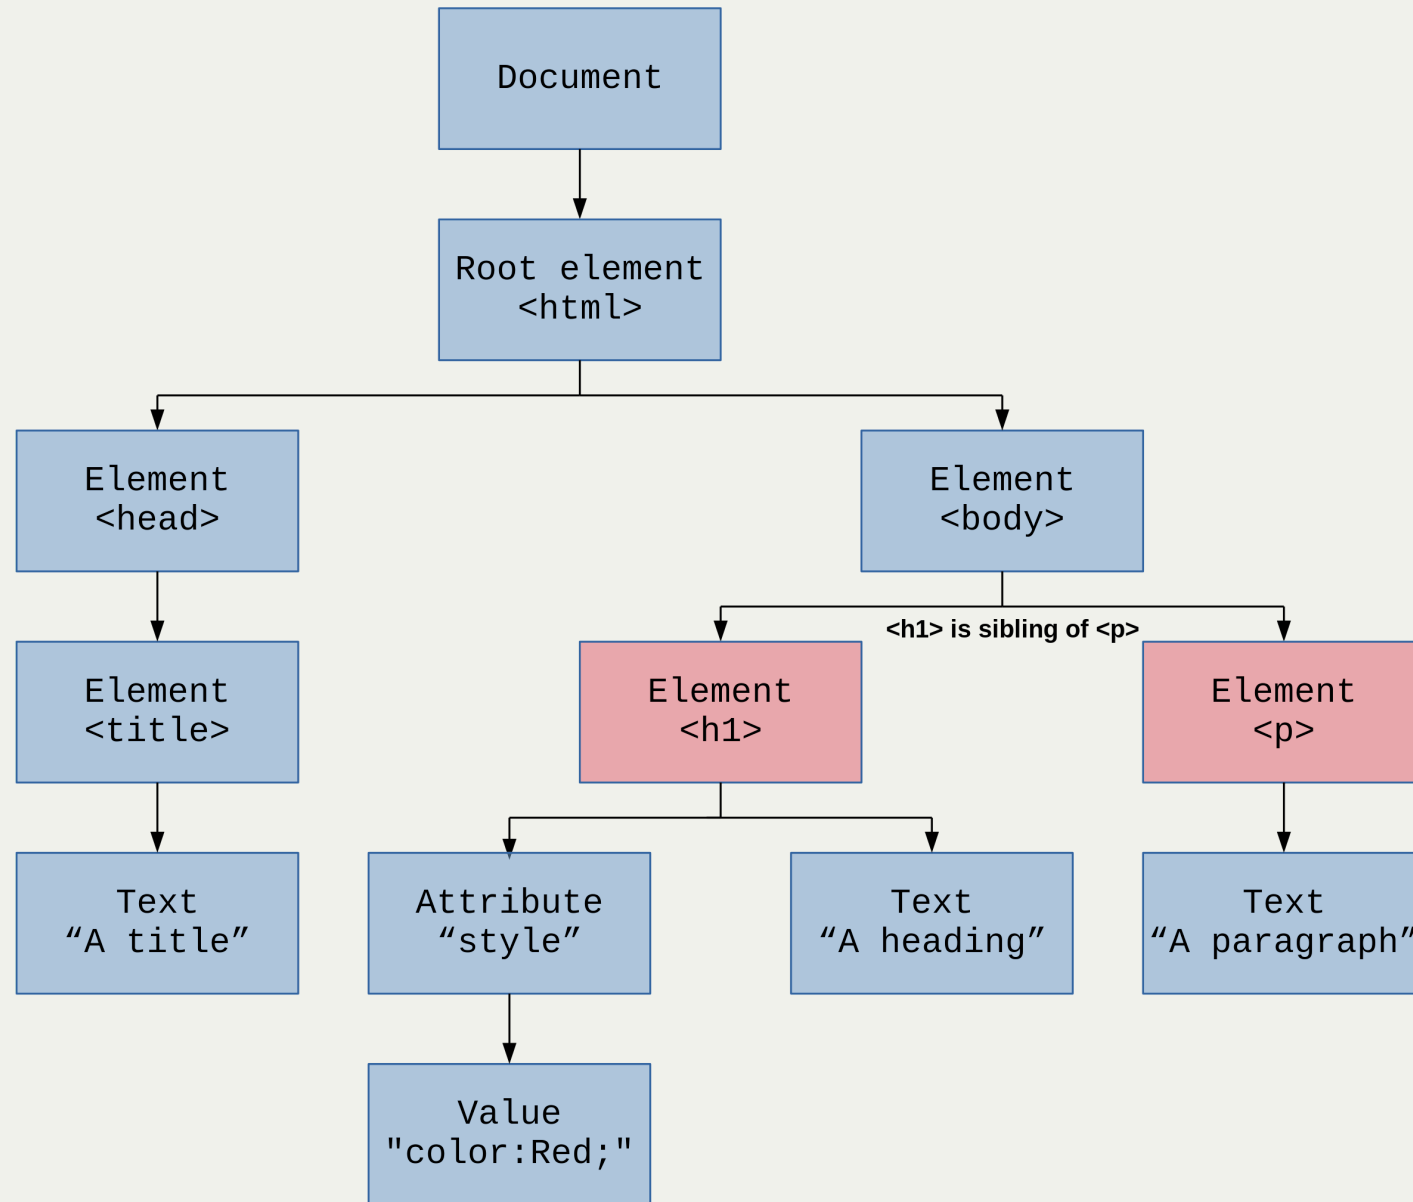 Document
Root element
<html>
Element
<head>
Element
<body>
<h1> is sibling of <p>
Element
<title>
Element
<h1>
Element
<p>
Text
“A title”
Attribute
“style”
Text
“A heading”
Text
“A paragraph”
Value
"color:Red;"